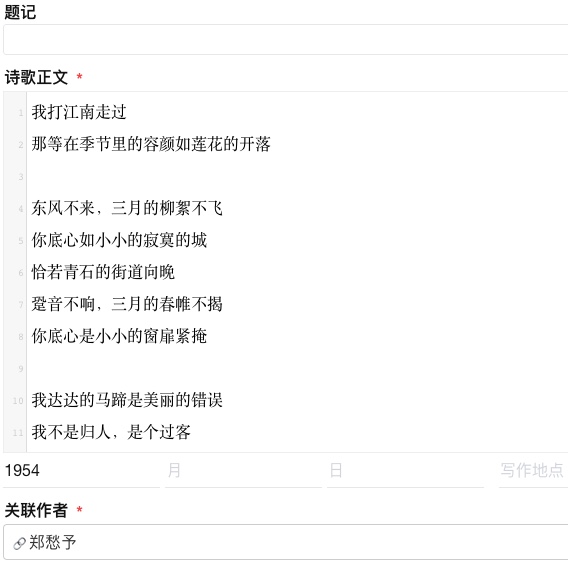 题记
诗歌正文 *
1 我打江南走过
2 那等在季节里的容颜如莲花的开落
3
4 东风不来，三月的柳絮不飞
5 你底心如小小的寂寞的城
6 恰若青石的街道向晚
7 跫音不响，三月的春帷不揭
8 你底心是小小的窗扉紧掩
9
10 我达达的马蹄是美丽的错误
11 我不是归人，是个过客
1954 月 日 写作地点
关联作者 *
郑愁予